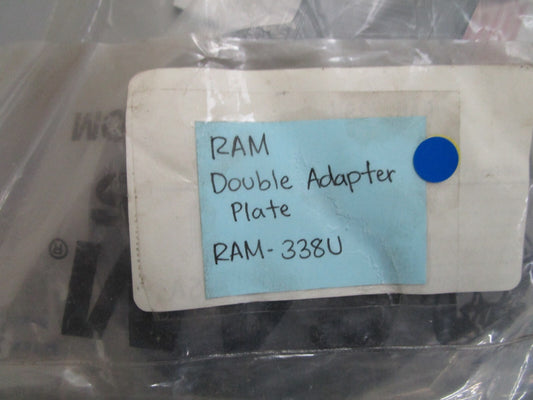 RAM
Double Adapter
Plate
RAM-338U
®